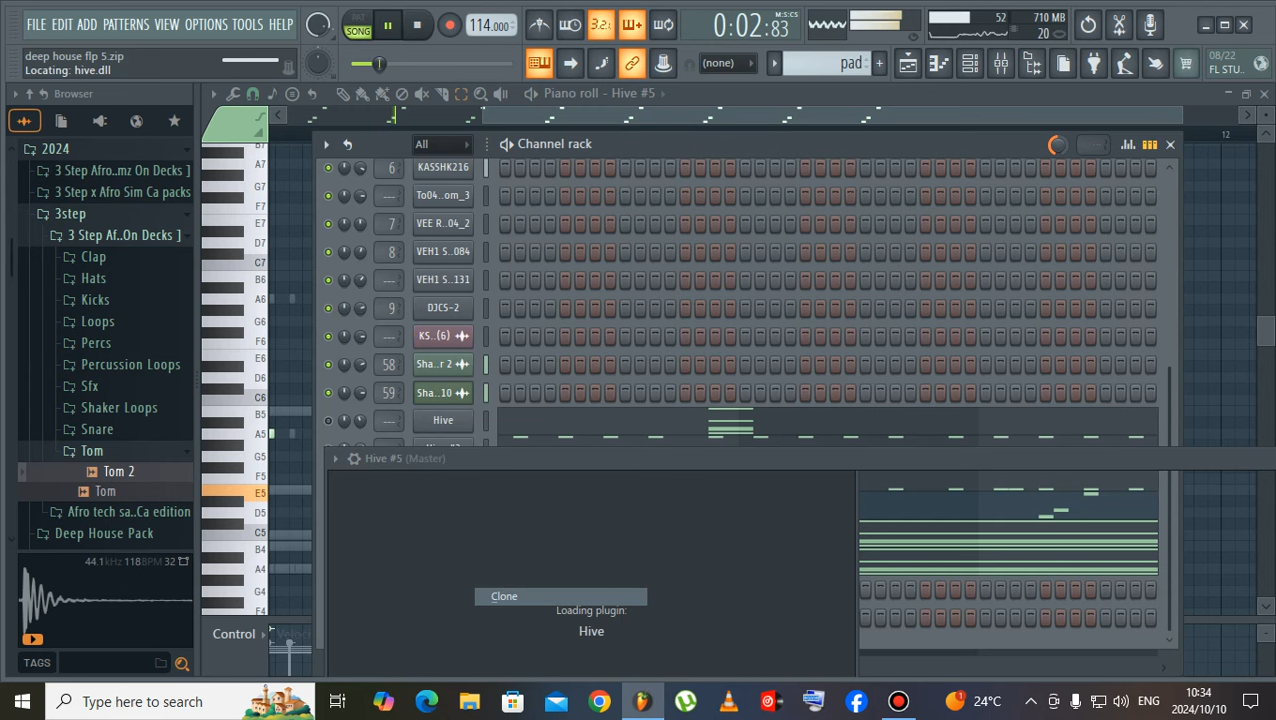 FILE EDIT ADD PATTERNS VIEW OPTIONS TOOLS HELP
deep house flp 5.zip
Locating: hive.dll
PAT
SONG
114.000
3.2.
0:02:83
M:S:CS
52
710 MB
20
(none)
pad
08/22
FL STU..
Browser
Piano roll - Hive #5
12
2024
3 Step Afro...mz On Decks ]
3 Step x Afro Sim Ca packs
3step
3 Step Af..On Decks ]
Clap
Hats
Kicks
Loops
Percs
Percussion Loops
Sfx
Shaker Loops
Snare
Tom
Tom 2
Tom
Afro tech sa..Ca edition
Deep House Pack
44.1kHz 118BPM 32
TAGS
B7
A7
G7
F7
E7
D7
C7
B6
A6
G6
F6
E6
D6
C6
B5
A5
G5
F5
E5
D5
C5
B4
A4
G4
F4
Control
Velocity
All
Channel rack
6 KASSHK216
--- To04..om_3
7 VEE R..04_2
8 VEH1 S..084
--- VEH1 S..131
9 DJCS-2
--- KS..(6)
58 Sha..r 2
59 Sha..10
--- Hive
Hive #5 (Master)
Clone
Loading plugin:
Hive
Type here to search
1
24°C
ENG
10:34
2024/10/10